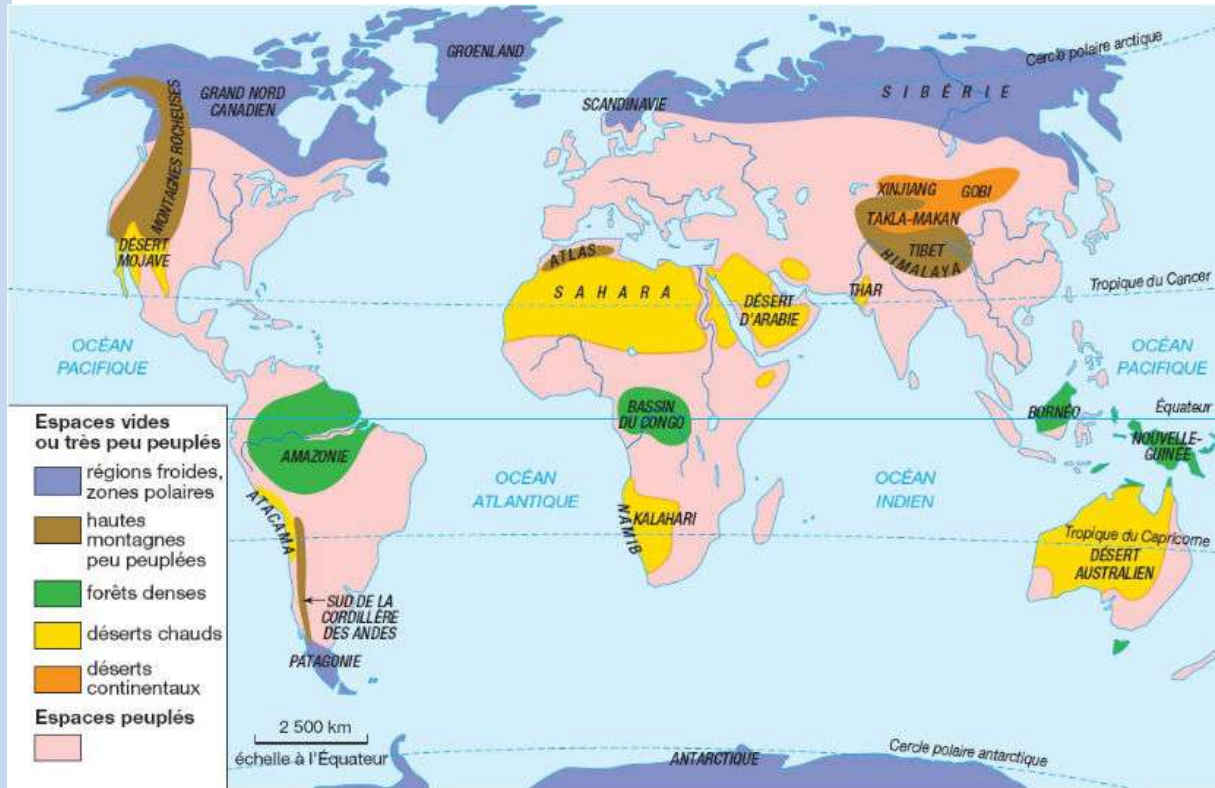 GROENLAND
Cercle polaire arctique
GRAND NORD
CANADIEN
SCANDINAVIE
SIBÉRIE
MONTAGNES ROCHEUSES
XINJIANG
GOBI
TAKLA-MAKAN
DÉSERT
MOJAVE
ATLAS
TIBET
HIMALAYA
SAHARA
THAR
Tropique du Cancer
DÉSERT
D'ARABIE
OCÉAN
PACIFIQUE
OCÉAN
PACIFIQUE
BASSIN
DU CONGO
BORNÉO
Équateur
NOUVELLE-
GUINÉE
AMAZONIE
OCÉAN
ATLANTIQUE
OCÉAN
INDIEN
ATACAMA
NAMIB
KALAHARI
Tropique du Capricorne
DÉSERT
AUSTRALIEN
SUD DE LA
CORDILLÈRE
DES ANDES
PATAGONIE
ANTARCTIQUE
Cercle polaire antarctique
Espaces vides
ou très peu peuplés
régions froides,
zones polaires
hautes
montagnes
peu peuplées
forêts denses
déserts chauds
déserts
continentaux
Espaces peuplés
2 500 km
échelle à l'Équateur